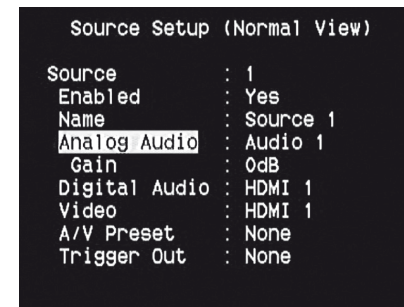 Source Setup (Normal View)
Source : 1
Enabled : Yes
Name : Source 1
Analog Audio : Audio 1
Gain : 0dB
Digital Audio : HDMI 1
Video : HDMI 1
A/V Preset : None
Trigger Out : None